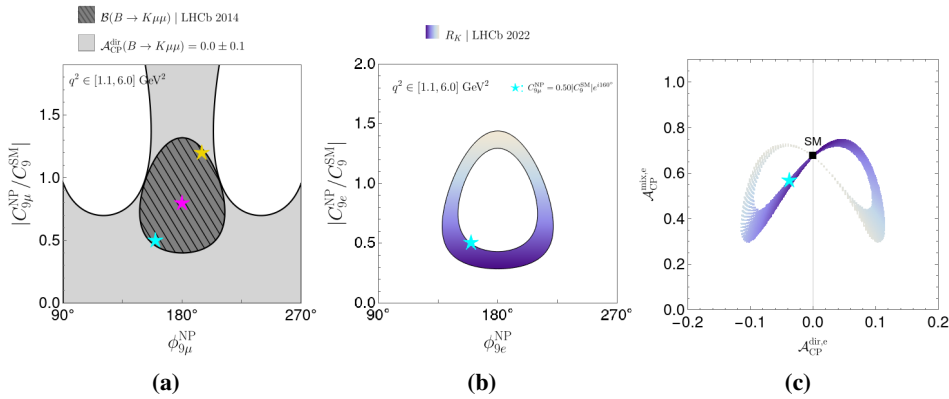 B(B → Kμμ) | LHCb 2014
A_CP^dir(B → Kμμ) = 0.0 ± 0.1
R_K | LHCb 2022
q² ∈ [1.1, 6.0] GeV²
|C_9μ^NP/C_9^SM|
1.5
1.0
0.5
0.0
90°
180°
270°
ϕ_9μ^NP
(a)
q² ∈ [1.1, 6.0] GeV²
: C_9μ^NP = 0.50|C_9^SM|e^{i160°}
|C_9e^NP/C_9^SM|
2.0
1.5
1.0
0.5
0.0
90°
180°
270°
ϕ_9e^NP
(b)
SM
A_CP^mix,e
1.0
0.8
0.6
0.4
0.2
0.0
−0.2
−0.1
0.0
0.1
0.2
A_CP^dir,e
(c)